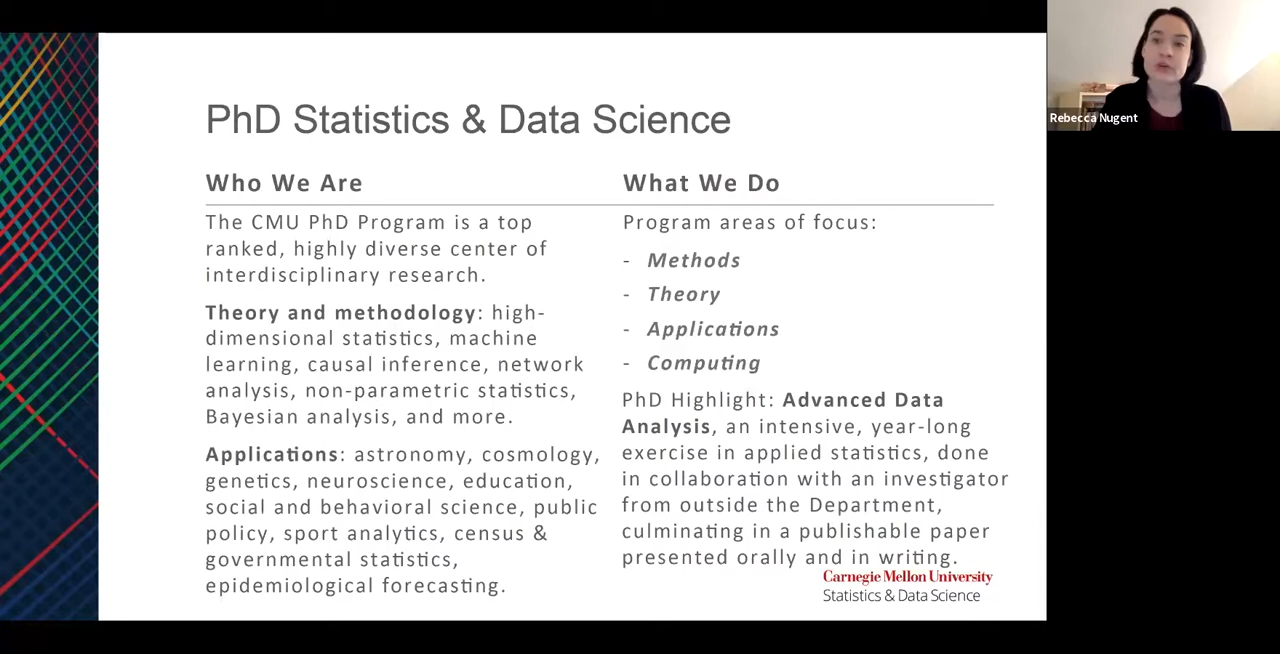 PhD Statistics & Data Science
Who We Are
The CMU PhD Program is a top
ranked, highly diverse center of
interdisciplinary research.
Theory and methodology: high-
dimensional statistics, machine
learning, causal inference, network
analysis, non-parametric statistics,
Bayesian analysis, and more.
Applications: astronomy, cosmology,
genetics, neuroscience, education,
social and behavioral science, public
policy, sport analytics, census &
governmental statistics,
epidemiological forecasting.
What We Do
Program areas of focus:
- Methods
- Theory
- Applications
- Computing
PhD Highlight: Advanced Data
Analysis, an intensive, year-long
exercise in applied statistics, done
in collaboration with an investigator
from outside the Department,
culminating in a publishable paper
presented orally and in writing.
Carnegie Mellon University
Statistics & Data Science
Rebecca Nugent